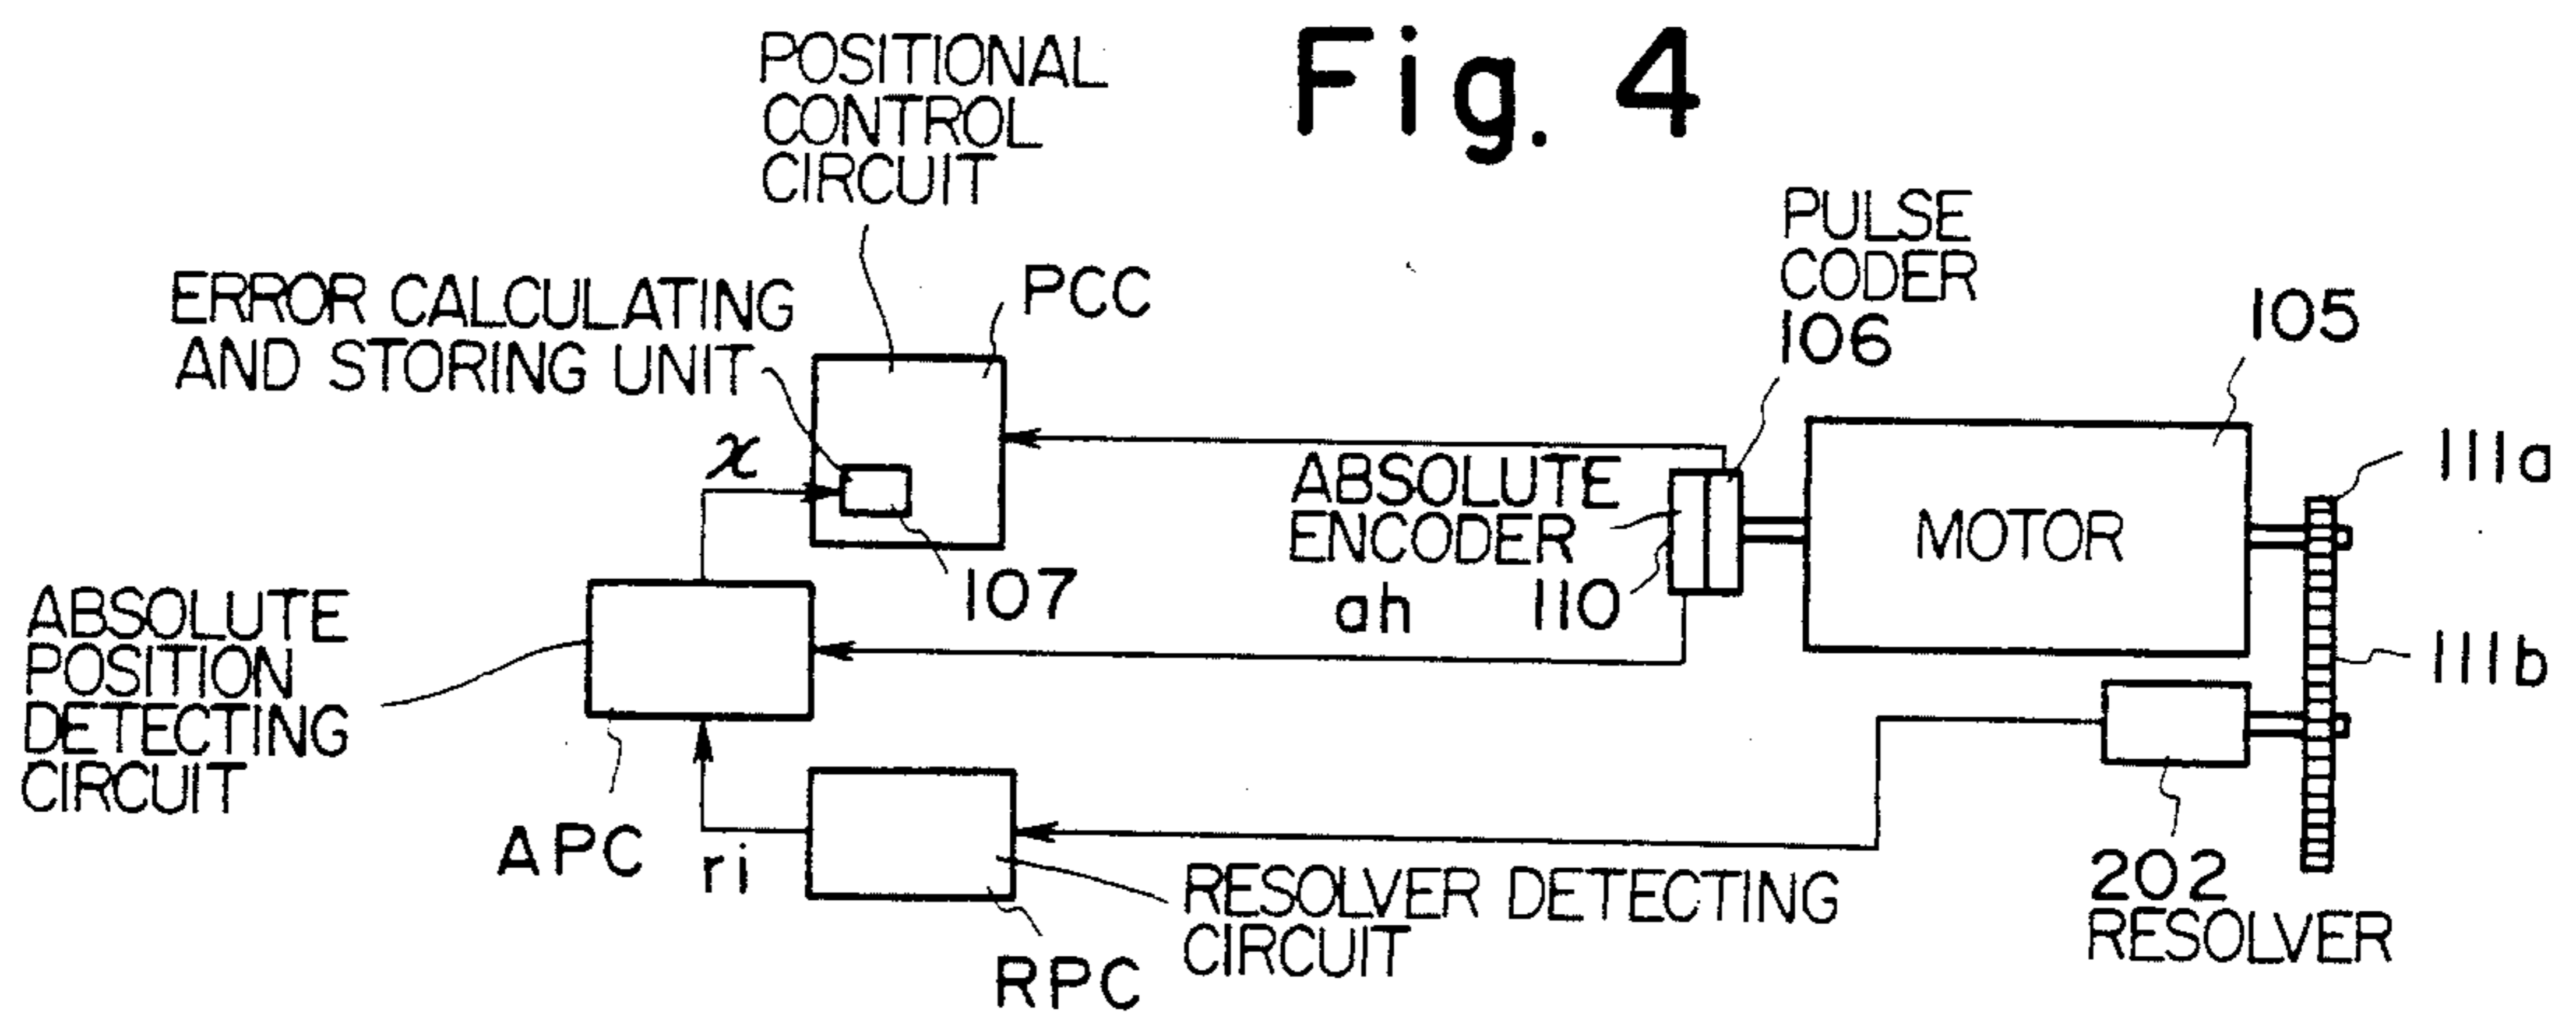 Fig. 4
POSITIONAL
CONTROL
CIRCUIT
PCC
ERROR CALCULATING
AND STORING UNIT
x
107
PULSE
CODER
106
105
111a
MOTOR
ABSOLUTE
ENCODER
110
ah
111b
ABSOLUTE
POSITION
DETECTING
CIRCUIT
APC
ri
RESOLVER DETECTING
CIRCUIT
RPC
202
RESOLVER